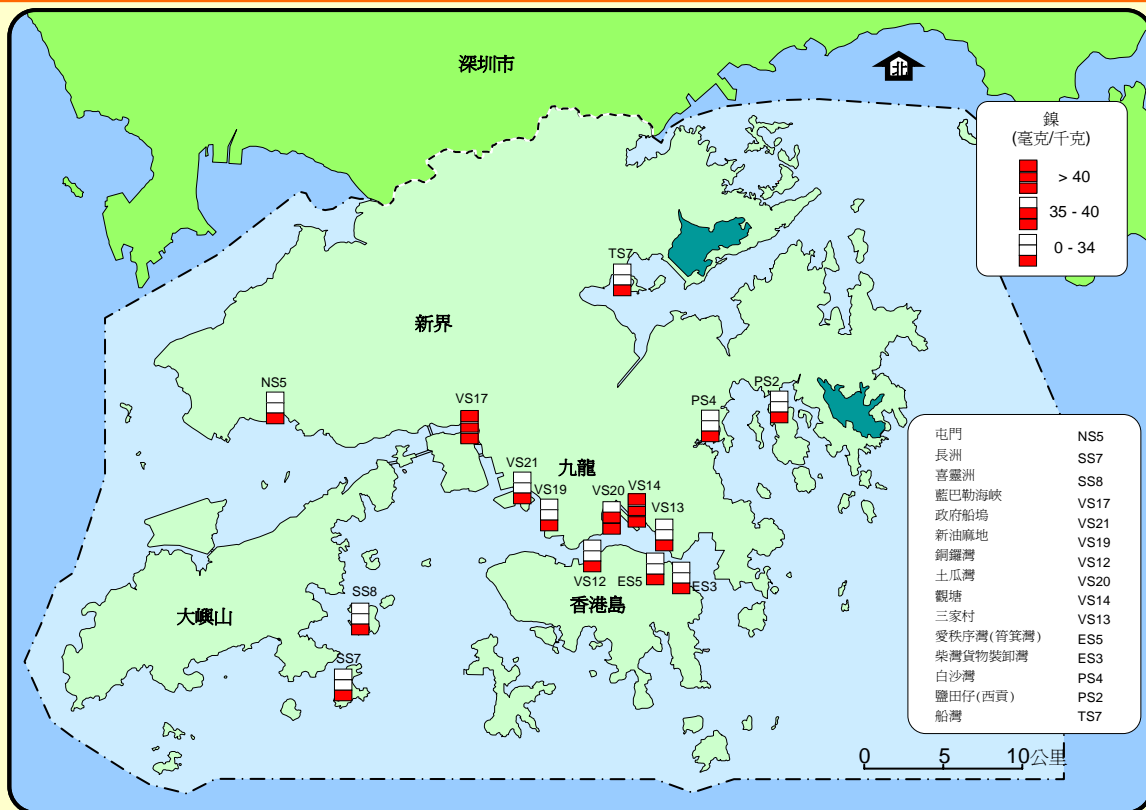 深圳市
北
鎳
(毫克/千克)
> 40
35 - 40
0 - 34
TS7
新界
NS5
VS17
PS4
PS2
VS21
九龍
VS19
VS20
VS14
VS13
VS12
ES5
ES3
香港島
大嶼山
SS8
SS7
屯門 NS5
長洲 SS7
喜靈洲 SS8
藍巴勒海峽 VS17
政府船塢 VS21
新油麻地 VS19
銅鑼灣 VS12
土瓜灣 VS20
觀塘 VS14
三家村 VS13
愛秩序灣(筲箕灣) ES5
柴灣貨物裝卸灣 ES3
白沙灣 PS4
鹽田仔(西貢) PS2
船灣 TS7
0 5 10公里